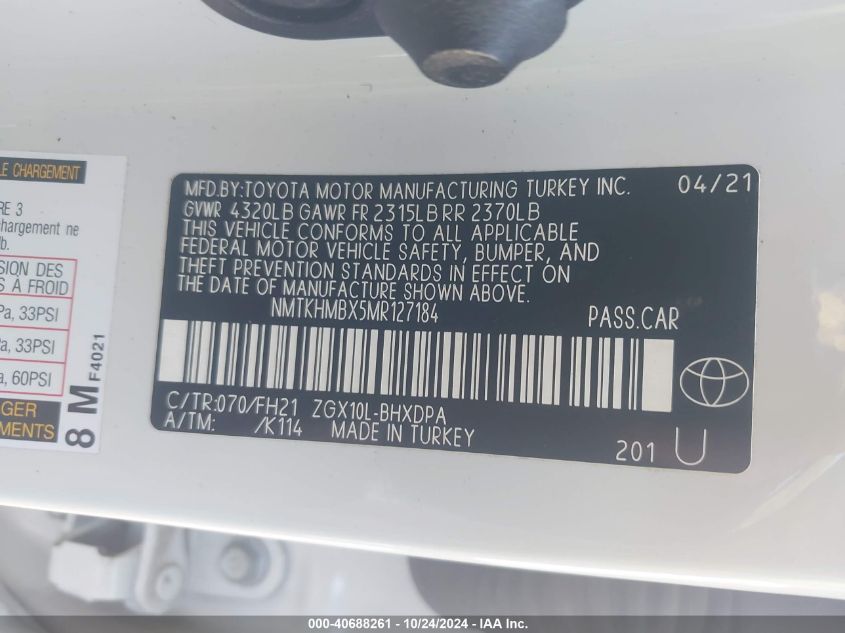 LE CHARGEMENT
RE 3
chargement ne
lb.
SION DES
S A FROID
Pa, 33PSI
Pa, 33PSI
a, 60PSI
GER
EMENTS
8 M F4021
MFD.BY:TOYOTA MOTOR MANUFACTURING TURKEY INC. 04/21
GVWR 4320LB GAWR FR 2315LB RR 2370LB
THIS VEHICLE CONFORMS TO ALL APPLICABLE
FEDERAL MOTOR VEHICLE SAFETY, BUMPER, AND
THEFT PREVENTION STANDARDS IN EFFECT ON
THE DATE OF MANUFACTURE SHOWN ABOVE.
NMTKHMBX5MR127184 PASS.CAR
C/TR:070/FH21 ZGX10L-BHXDPA
A/TM: /K114 MADE IN TURKEY
201 U
000-40688261 - 10/24/2024 - IAA Inc.